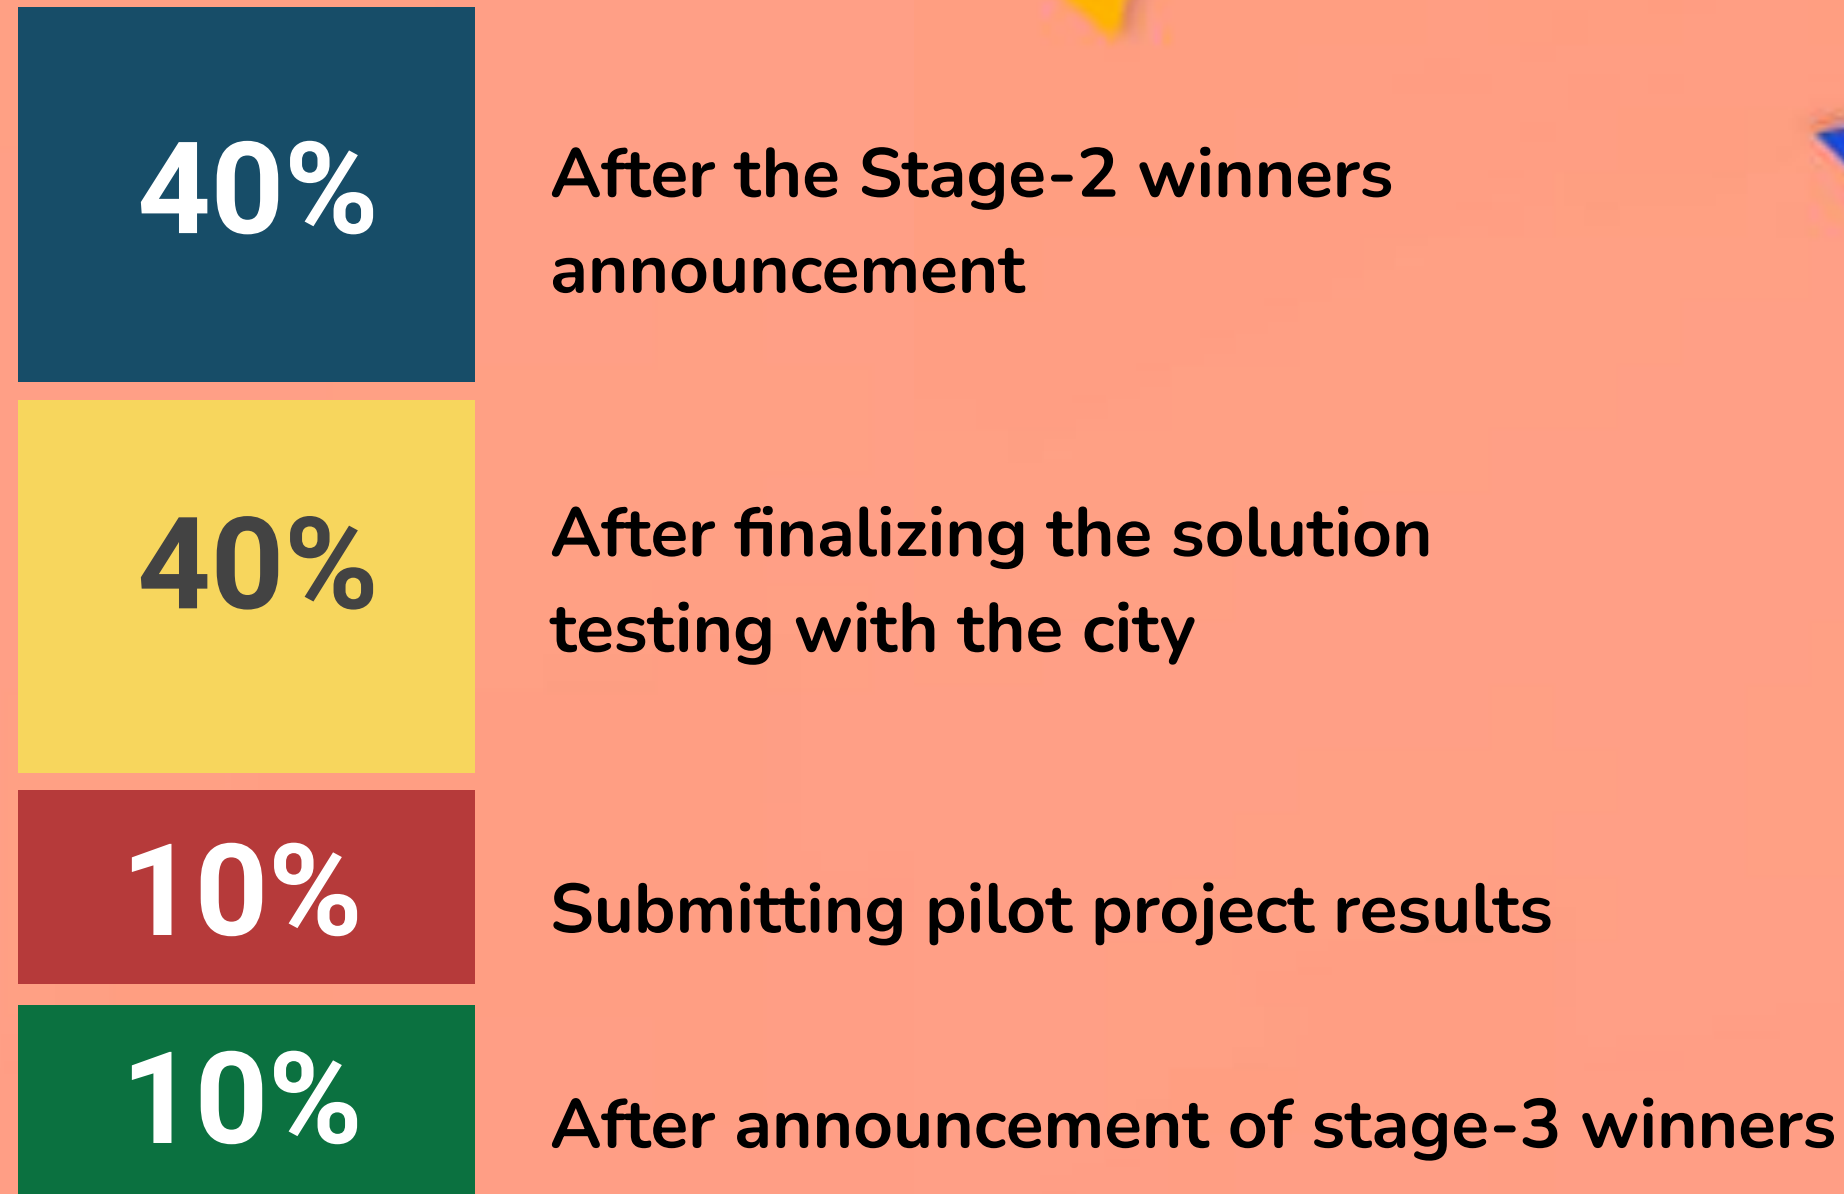 40%
After the Stage-2 winners
announcement
40%
After finalizing the solution
testing with the city
10%
Submitting pilot project results
10%
After announcement of stage-3 winners